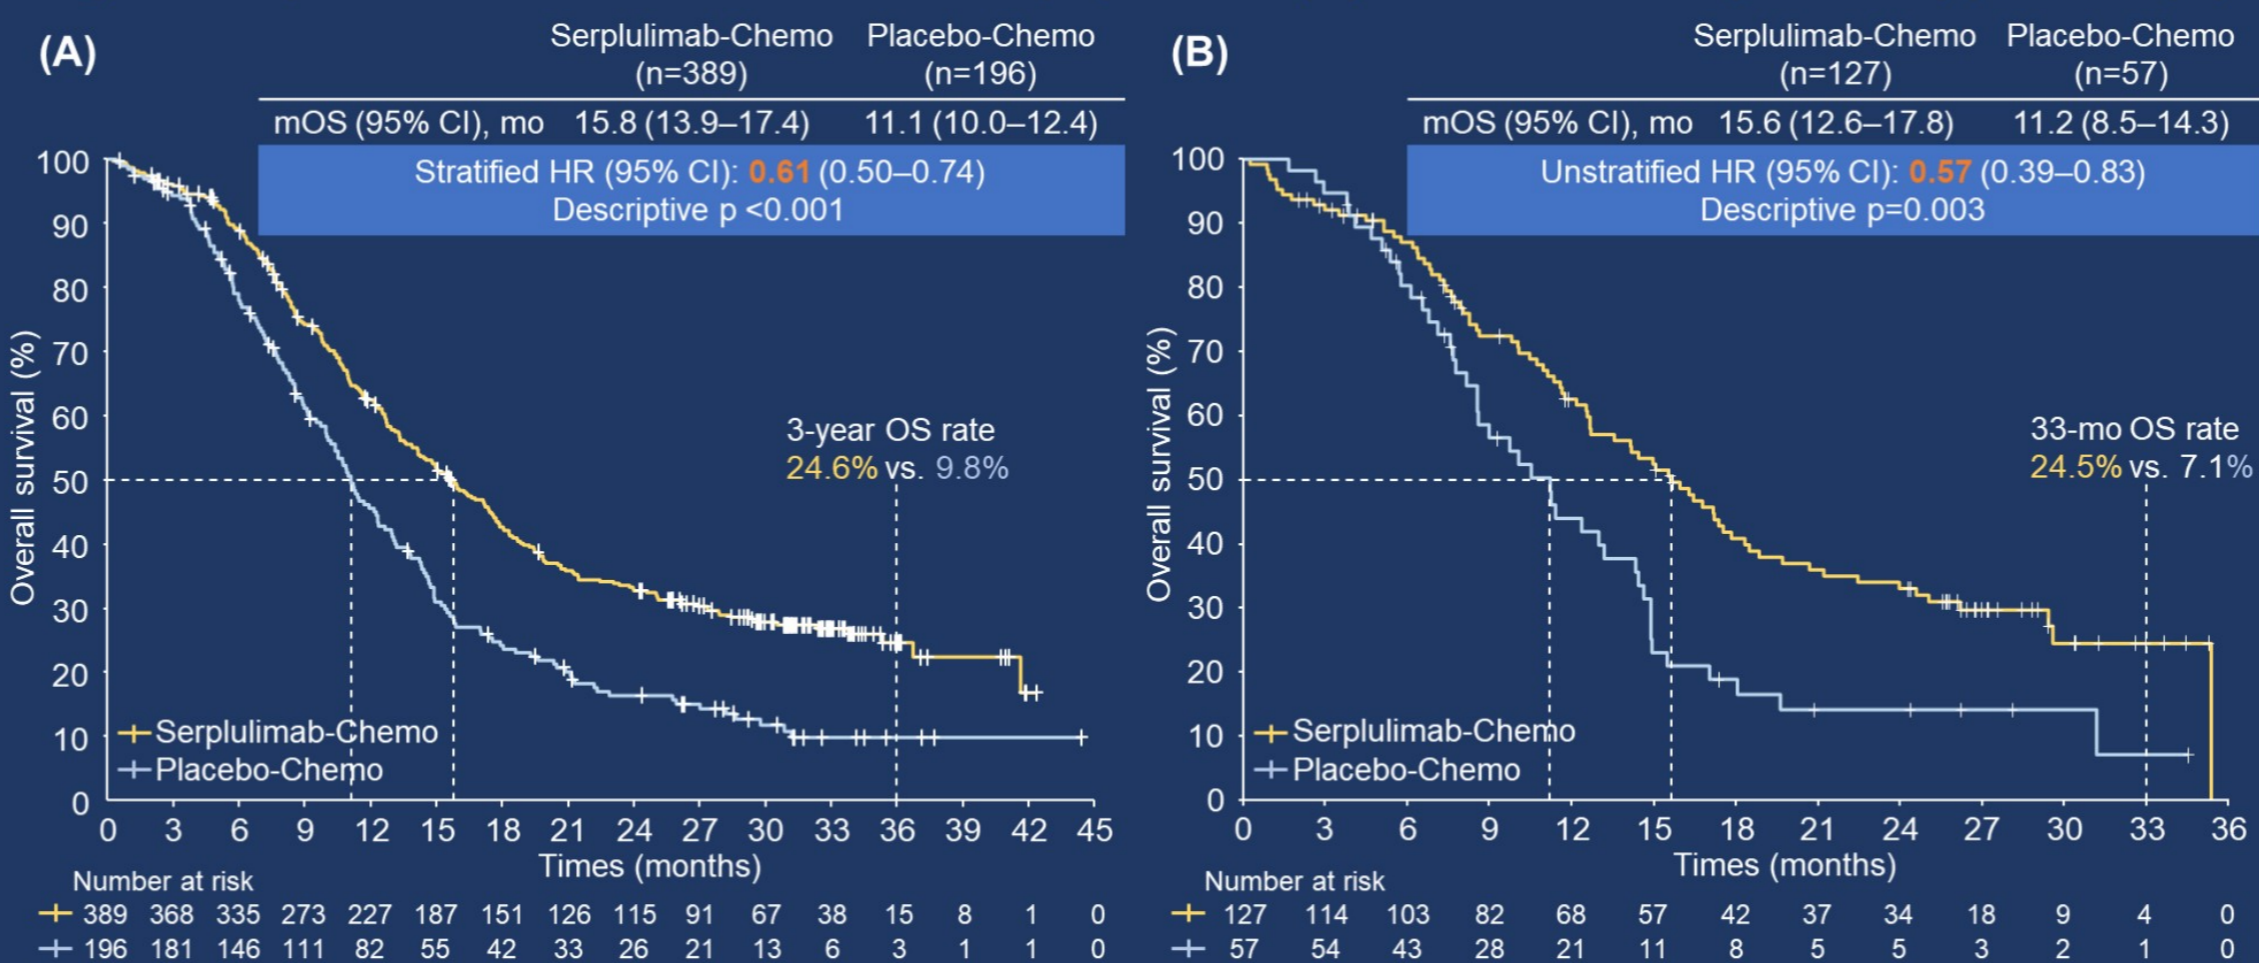 (A)
Serplulimab-Chemo Placebo-Chemo
(n=389) (n=196)
mOS (95% CI), mo 15.8 (13.9–17.4) 11.1 (10.0–12.4)
Stratified HR (95% CI): 0.61 (0.50–0.74)
Descriptive p <0.001
Overall survival (%)
100
90
80
70
60
50
40
30
20
10
0
3-year OS rate
24.6% vs. 9.8%
Serplulimab-Chemo
Placebo-Chemo
0 3 6 9 12 15 18 21 24 27 30 33 36 39 42 45
Times (months)
Number at risk
389 368 335 273 227 187 151 126 115 91 67 38 15 8 1 0
196 181 146 111 82 55 42 33 26 21 13 6 3 1 1 0
(B)
Serplulimab-Chemo Placebo-Chemo
(n=127) (n=57)
mOS (95% CI), mo 15.6 (12.6–17.8) 11.2 (8.5–14.3)
Unstratified HR (95% CI): 0.57 (0.39–0.83)
Descriptive p=0.003
Overall survival (%)
100
90
80
70
60
50
40
30
20
10
0
33-mo OS rate
24.5% vs. 7.1%
Serplulimab-Chemo
Placebo-Chemo
0 3 6 9 12 15 18 21 24 27 30 33 36
Times (months)
Number at risk
127 114 103 82 68 57 42 37 34 18 9 4 0
57 54 43 28 21 11 8 5 5 3 2 1 0